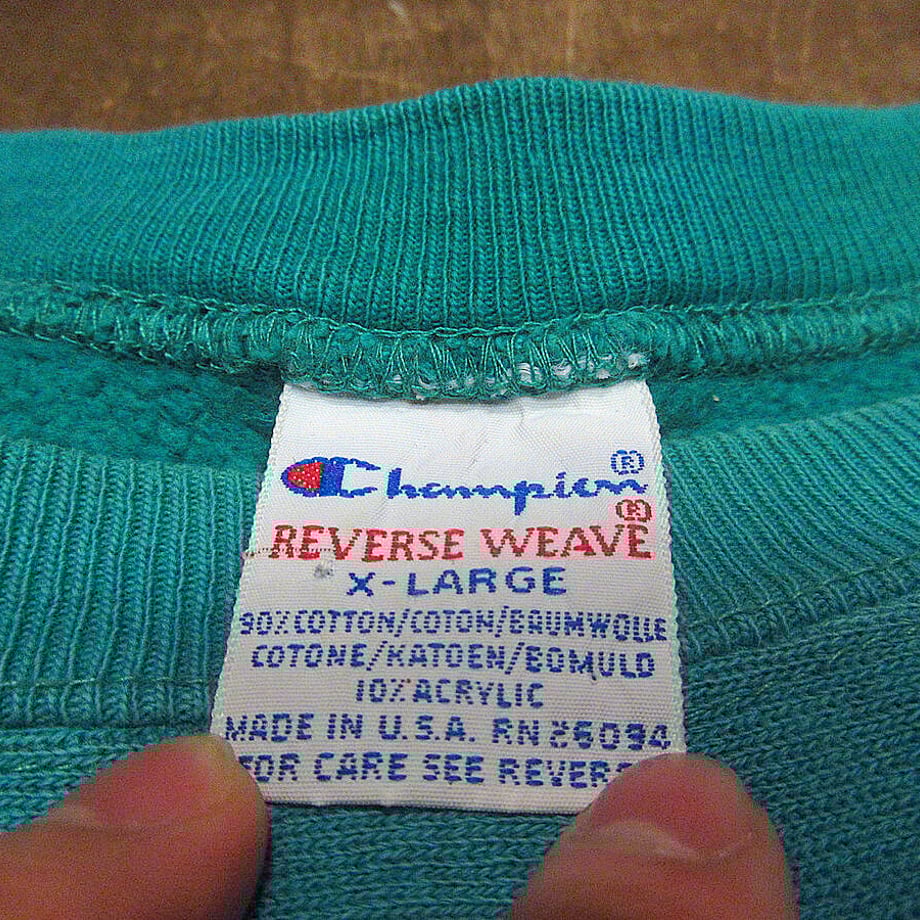 Champion®
REVERSE WEAVE®
X-LARGE
90% COTTON/COTON/BAUMWOLLE
COTONE/KATOEN/BOMULD
10% ACRYLIC
MADE IN U.S.A. RN 26094
FOR CARE SEE REVERS